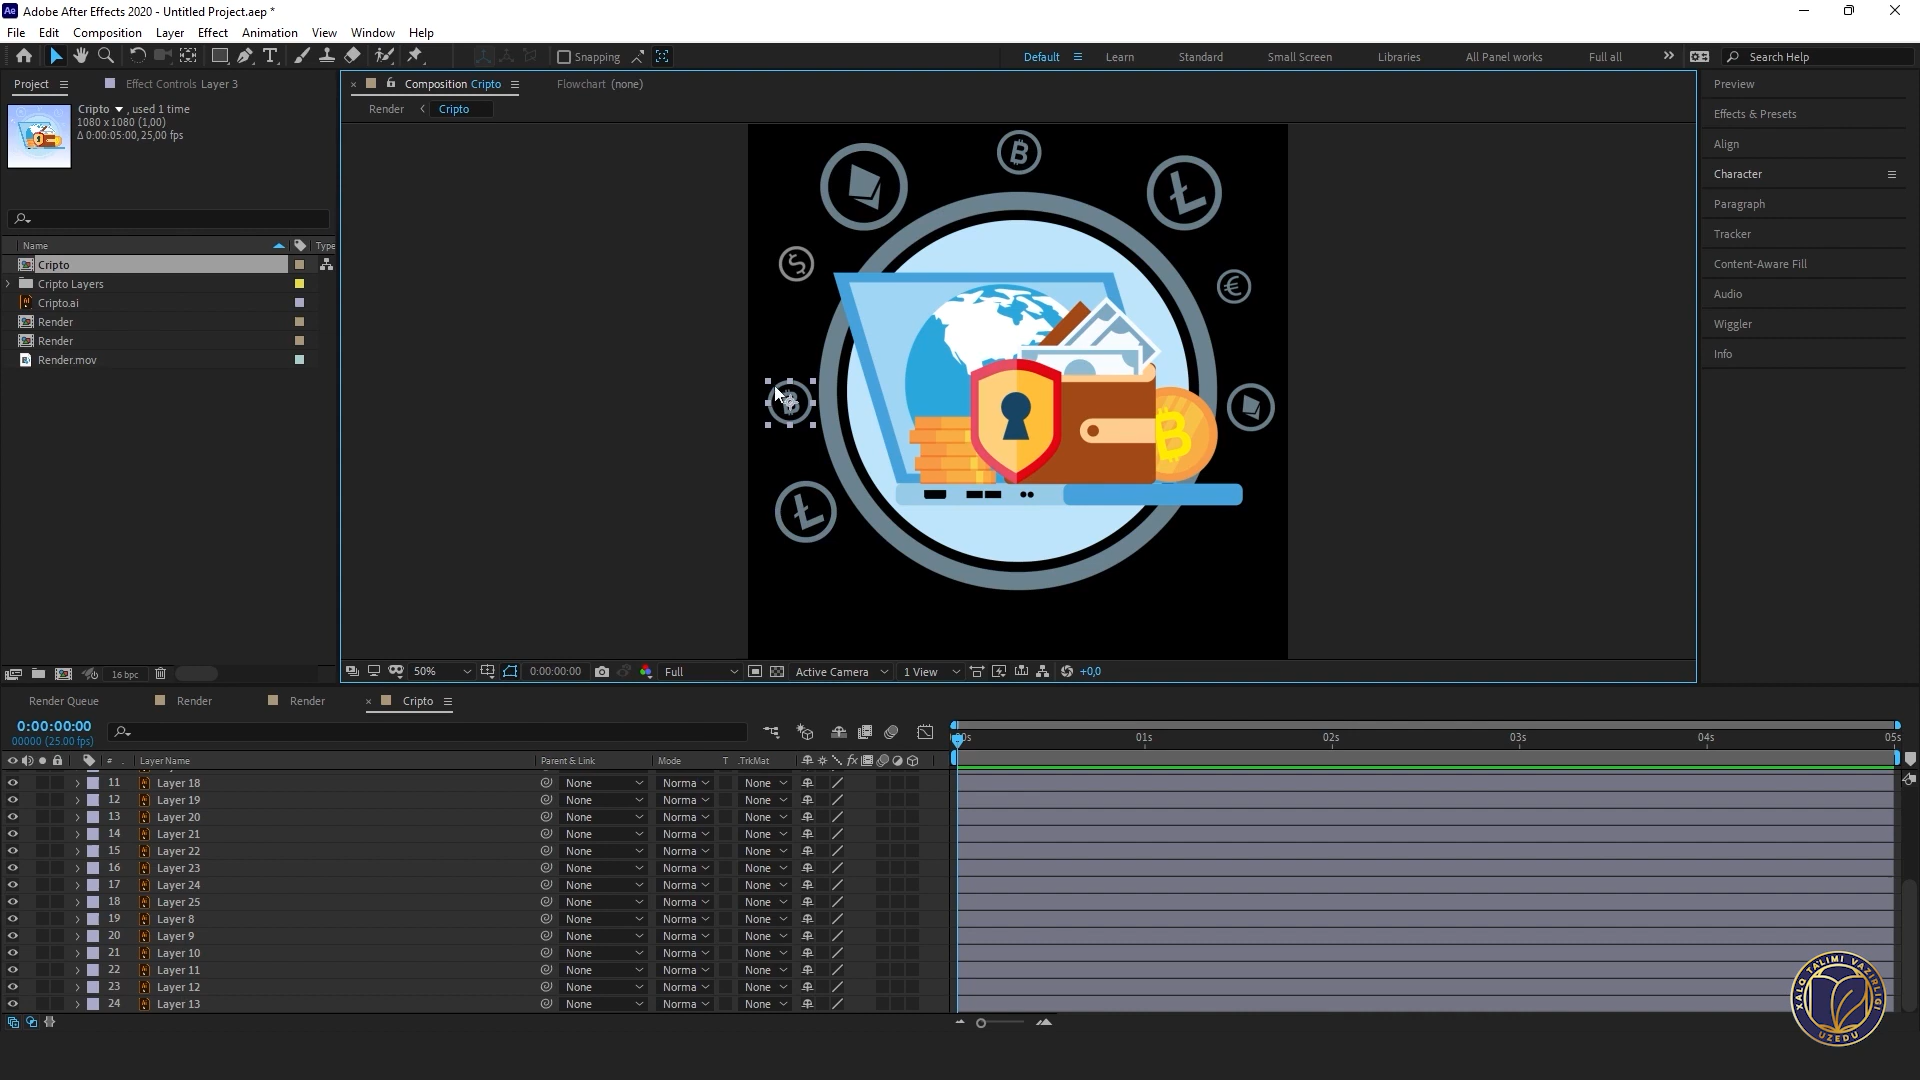 Adobe After Effects 2020 - Untitled Project.aep *
File Edit Composition Layer Effect Animation View Window Help
Snapping
Default Learn Standard Small Screen Libraries All Panel works Full all Search Help
Project Effect Controls Layer 3
Composition Cripto Flowchart (none)
Render Cripto
Cripto , used 1 time
1080 x 1080 (1,00)
Δ 0:00:05:00, 25,00 fps
Name Type
Cripto
Cripto Layers
Cripto.ai
Render
Render
Render.mov
16 bpc
50% 0:00:00:00 Full Active Camera 1 View +0,0
Preview
Effects & Presets
Align
Character
Paragraph
Tracker
Content-Aware Fill
Audio
Wiggler
Info
Render Queue Render Render Cripto
0:00:00:00
00000 (25.00 fps)
00s 01s 02s 03s 04s 05s
# Layer Name Parent & Link Mode T .TrkMat
11 Layer 18 None Norma None
12 Layer 19 None Norma None
13 Layer 20 None Norma None
14 Layer 21 None Norma None
15 Layer 22 None Norma None
16 Layer 23 None Norma None
17 Layer 24 None Norma None
18 Layer 25 None Norma None
19 Layer 8 None Norma None
20 Layer 9 None Norma None
21 Layer 10 None Norma None
22 Layer 11 None Norma None
23 Layer 12 None Norma None
24 Layer 13 None Norma None
XALQ TA'LIMI VAZIRLIGI
UZEDU